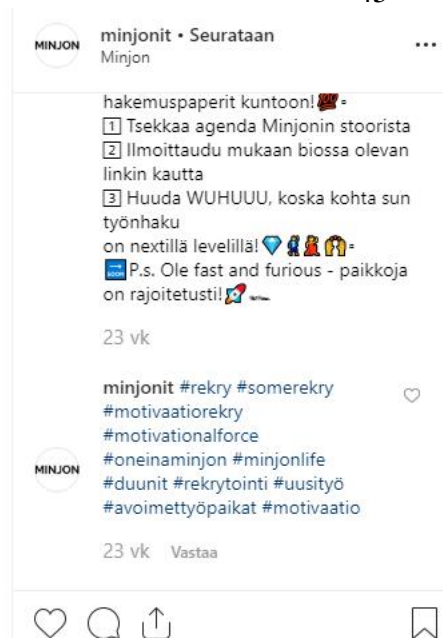 minjonit • Seurataan
Minjon
MINJON
hakemuspaperit kuntoon!💯
1️⃣ Tsekkaa agenda Minjonin stoorista
2️⃣ Ilmoittaudu mukaan biossa olevan
linkin kautta
3️⃣ Huuda WUHUUU, koska kohta sun
työnhaku
on nextillä levelillä!
🔜P.s. Ole fast and furious - paikkoja
on rajoitetusti!🚀
23 vk
minjonit #rekry #somerekry
#motivaatiorekry
#motivationalforce
#oneinaminjon #minjonlife
#duunit #rekrytointi #uusityö
#avoimettyöpaikat #motivaatio
MINJON
23 vk Vastaa